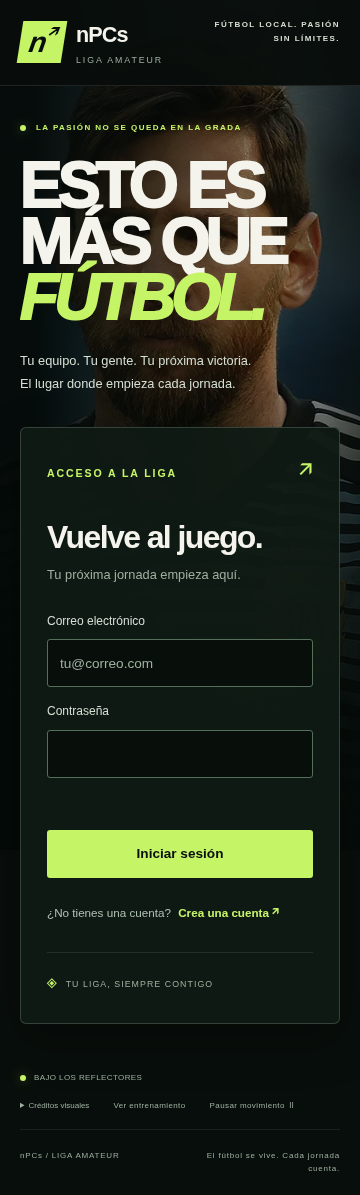 n
nPCs
LIGA AMATEUR
FÚTBOL LOCAL. PASIÓN
SIN LÍMITES.
LA PASIÓN NO SE QUEDA EN LA GRADA
ESTO ES
MÁS QUE
FÚTBOL.
Tu equipo. Tu gente. Tu próxima victoria.
El lugar donde empieza cada jornada.
ACCESO A LA LIGA
Vuelve al juego.
Tu próxima jornada empieza aquí.
Correo electrónico
tu@correo.com
Contraseña
Iniciar sesión
¿No tienes una cuenta? Crea una cuenta
TU LIGA, SIEMPRE CONTIGO
BAJO LOS REFLECTORES
Créditos visuales Ver entrenamiento Pausar movimiento
nPCs / LIGA AMATEUR
El fútbol se vive. Cada jornada
cuenta.